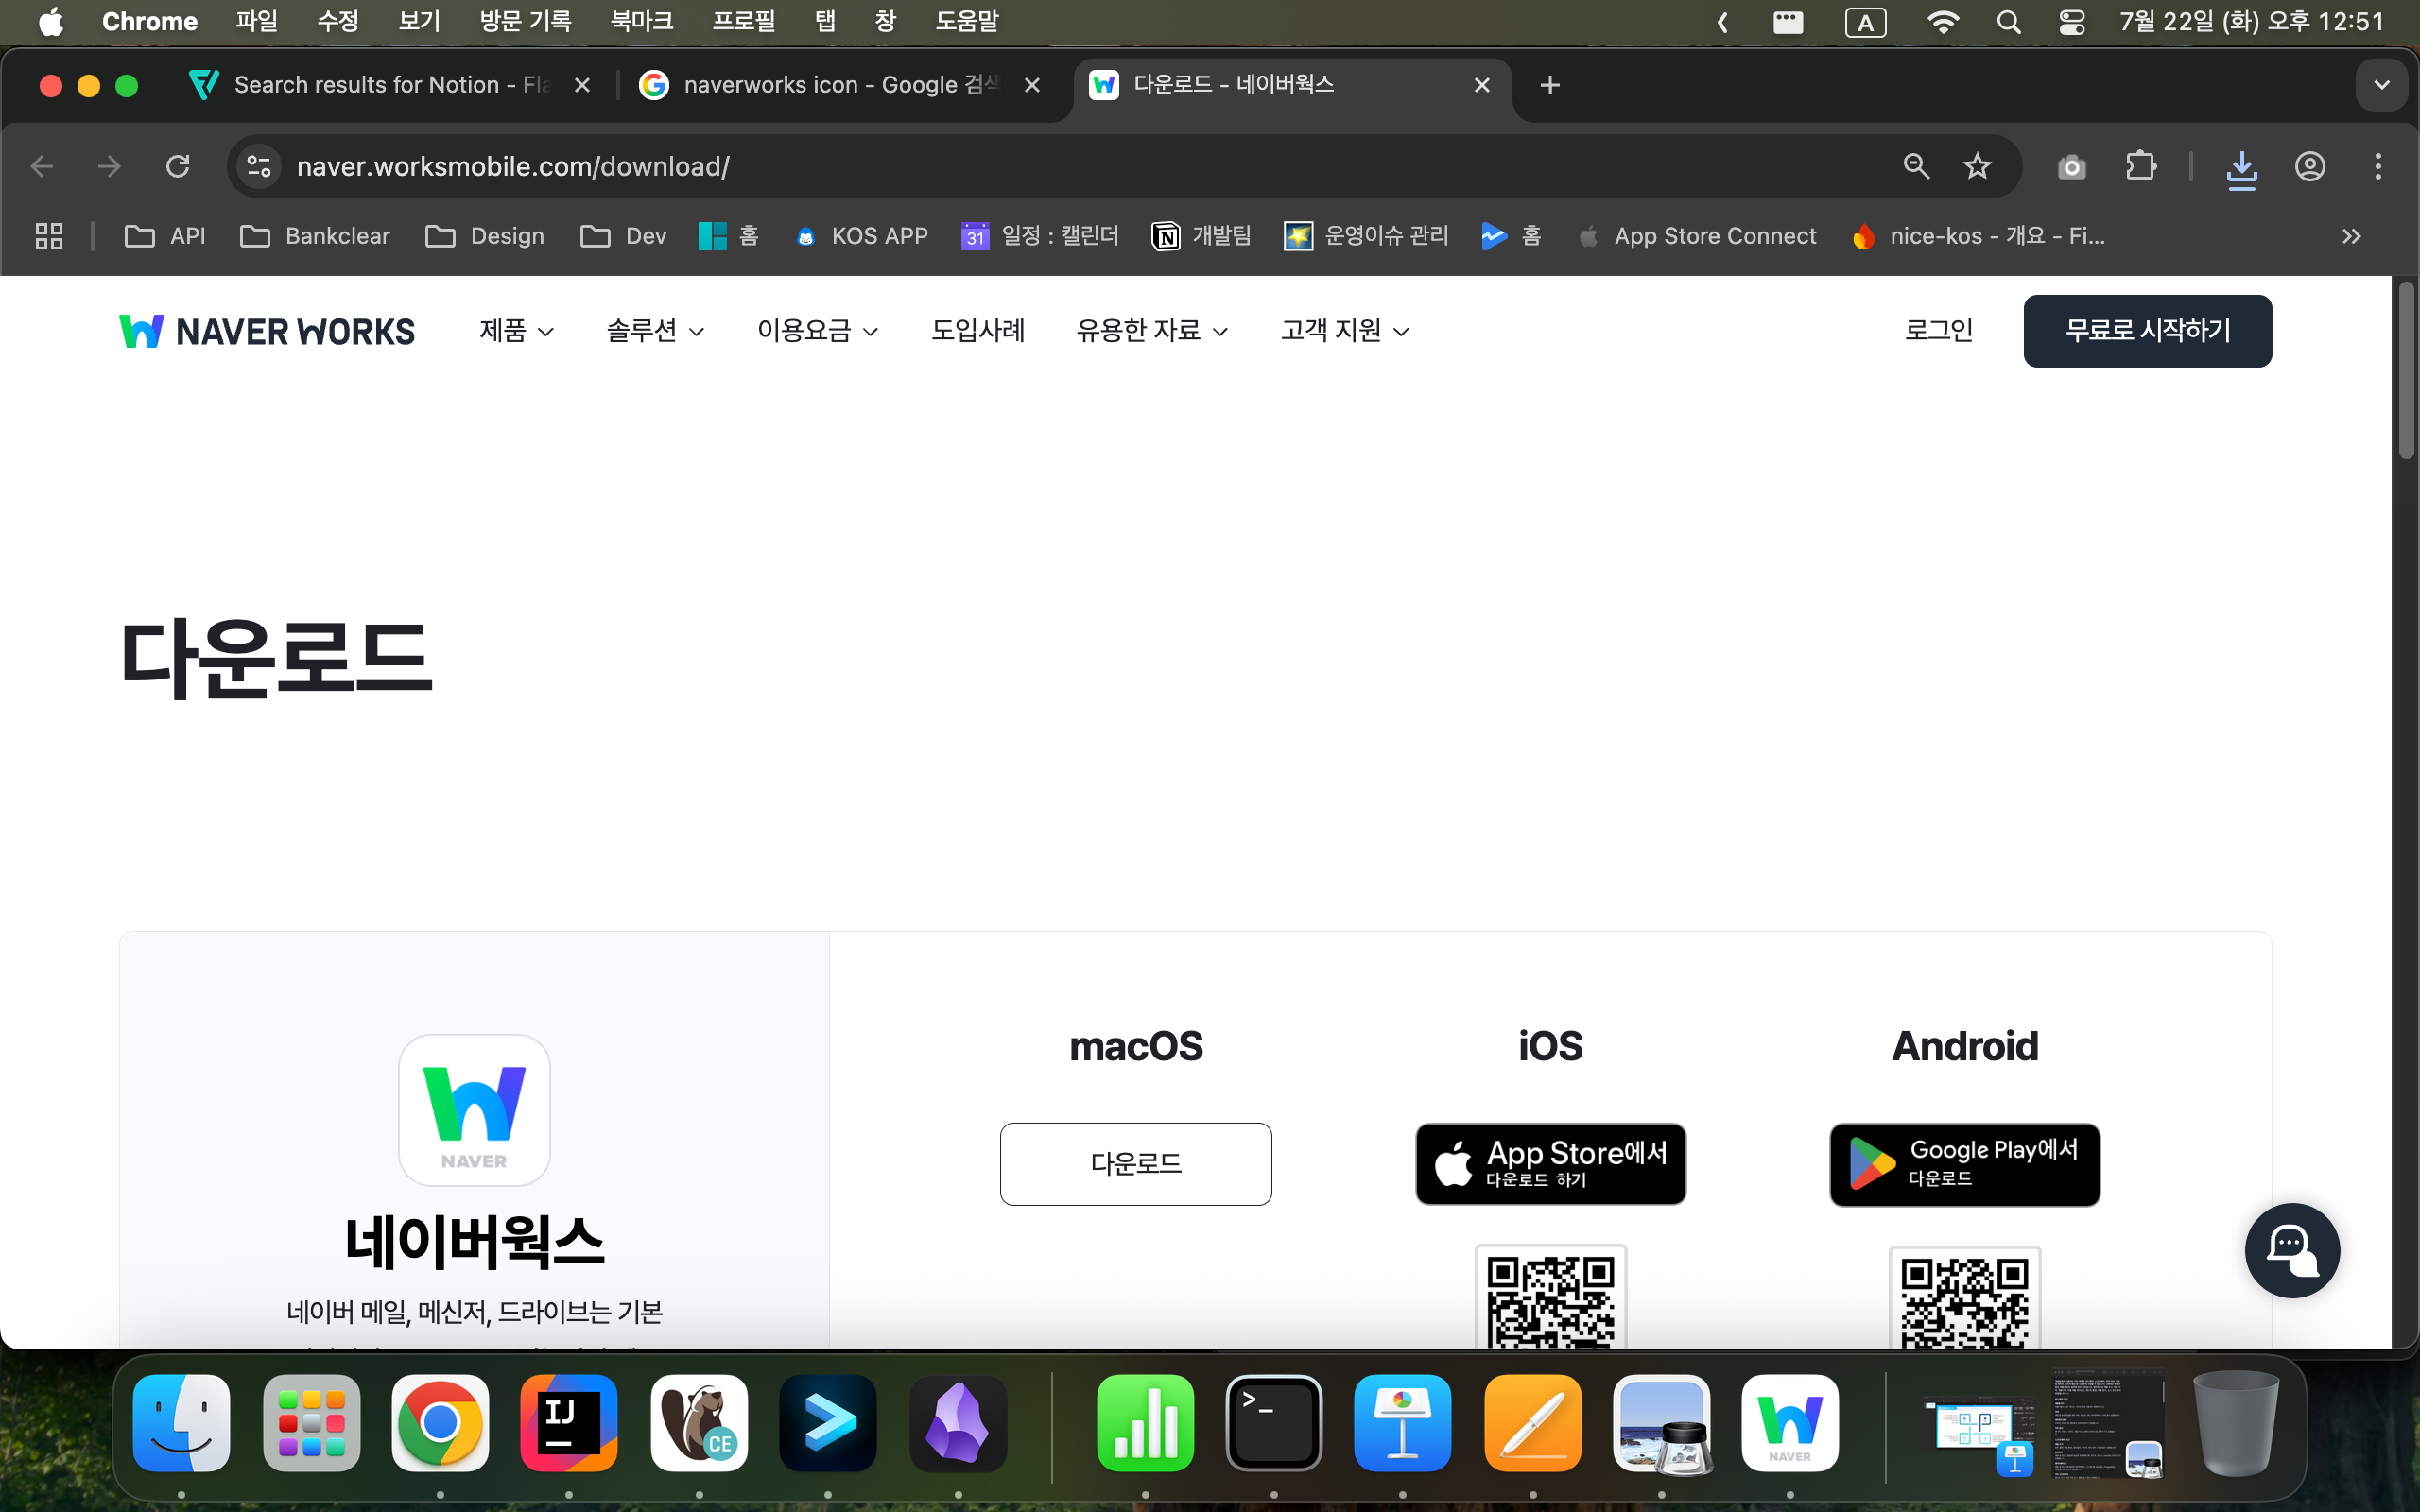 Chrome 파일 수정 보기 방문 기록 북마크 프로필 탭 창 도움말 A 7월 22일 (화) 오후 12:51
Search results for Notion - Fla naverworks icon - Google 검색 다운로드 - 네이버웍스
naver.worksmobile.com/download/
API Bankclear Design Dev 홈 KOS APP 31 일정 : 캘린더 개발팀 운영이슈 관리 홈 App Store Connect nice-kos - 개요 - Fi...
NAVER WORKS 제품 솔루션 이용요금 도입사례 유용한 자료 고객 지원 로그인 무료로 시작하기
다운로드
NAVER
네이버웍스
네이버 메일, 메신저, 드라이브는 기본
macOS iOS Android
다운로드 App Store에서 다운로드 하기 Google Play에서 다운로드
IJ CE >_ NAVER